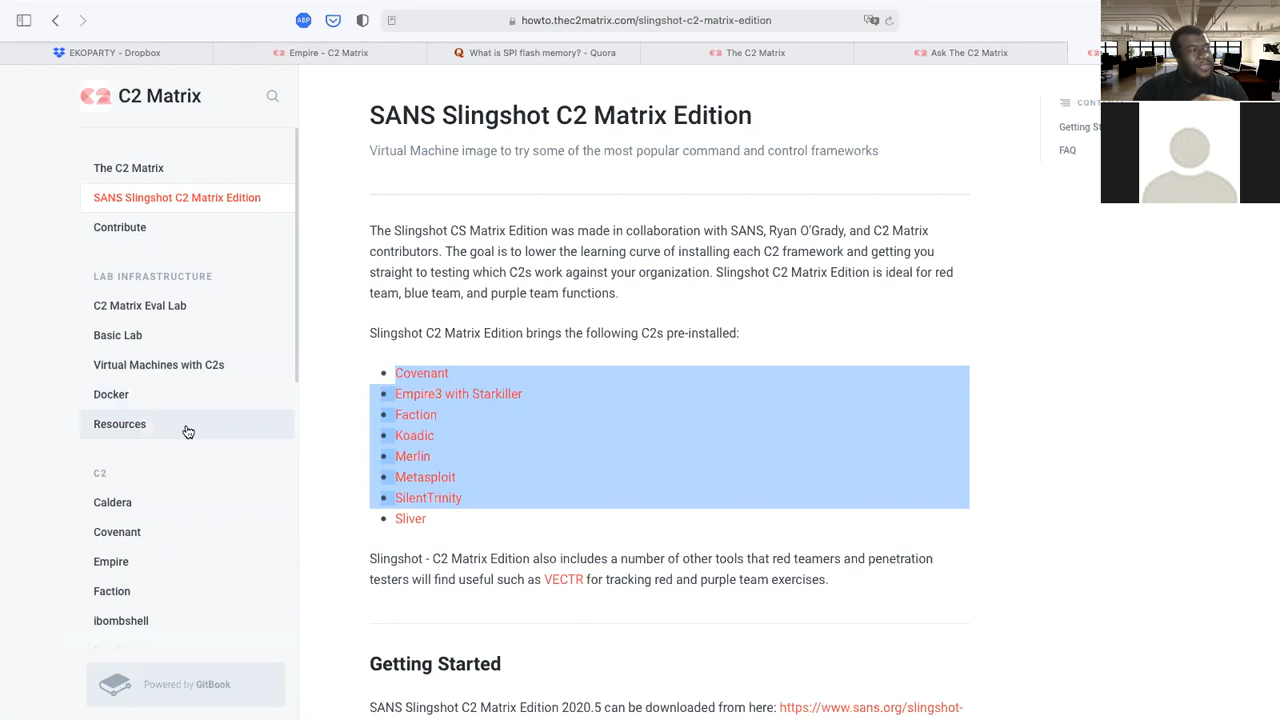 ABP
howto.thec2matrix.com/slingshot-c2-matrix-edition
EKOPARTY - Dropbox
Empire - C2 Matrix
What is SPI flash memory? - Quora
The C2 Matrix
Ask The C2 Matrix
C2 Matrix
The C2 Matrix
SANS Slingshot C2 Matrix Edition
Contribute
LAB INFRASTRUCTURE
C2 Matrix Eval Lab
Basic Lab
Virtual Machines with C2s
Docker
Resources
C2
Caldera
Covenant
Empire
Faction
ibombshell
Powered by GitBook
SANS Slingshot C2 Matrix Edition
Virtual Machine image to try some of the most popular command and control frameworks
The Slingshot CS Matrix Edition was made in collaboration with SANS, Ryan O'Grady, and C2 Matrix
contributors. The goal is to lower the learning curve of installing each C2 framework and getting you
straight to testing which C2s work against your organization. Slingshot C2 Matrix Edition is ideal for red
team, blue team, and purple team functions.
Slingshot C2 Matrix Edition brings the following C2s pre-installed:
Covenant
Empire3 with Starkiller
Faction
Koadic
Merlin
Metasploit
SilentTrinity
Sliver
Slingshot - C2 Matrix Edition also includes a number of other tools that red teamers and penetration
testers will find useful such as VECTR for tracking red and purple team exercises.
Getting Started
SANS Slingshot C2 Matrix Edition 2020.5 can be downloaded from here: https://www.sans.org/slingshot-
CONT
Getting St
FAQ